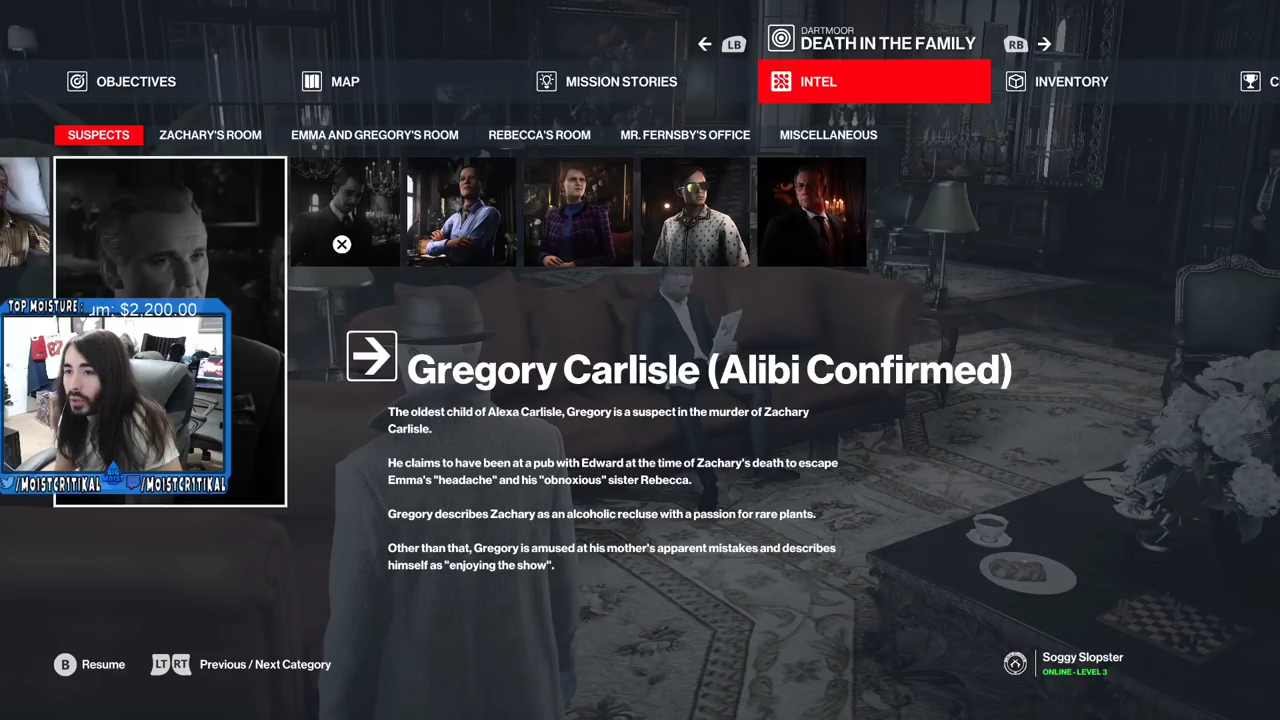 LB
DARTMOOR
DEATH IN THE FAMILY
RB
OBJECTIVES
MAP
MISSION STORIES
INTEL
INVENTORY
C
SUSPECTS
ZACHARY'S ROOM
EMMA AND GREGORY'S ROOM
REBECCA'S ROOM
MR. FERNSBY'S OFFICE
MISCELLANEOUS
TOP MOISTURE:
um: $2,200.00
87
/MOISTCR1TIKAL
/MOISTCR1TIKAL
Gregory Carlisle (Alibi Confirmed)
The oldest child of Alexa Carlisle, Gregory is a suspect in the murder of Zachary
Carlisle.
He claims to have been at a pub with Edward at the time of Zachary's death to escape
Emma's "headache" and his "obnoxious" sister Rebecca.
Gregory describes Zachary as an alcoholic recluse with a passion for rare plants.
Other than that, Gregory is amused at his mother's apparent mistakes and describes
himself as "enjoying the show".
B Resume
LT RT Previous / Next Category
Soggy Slopster
ONLINE - LEVEL 3